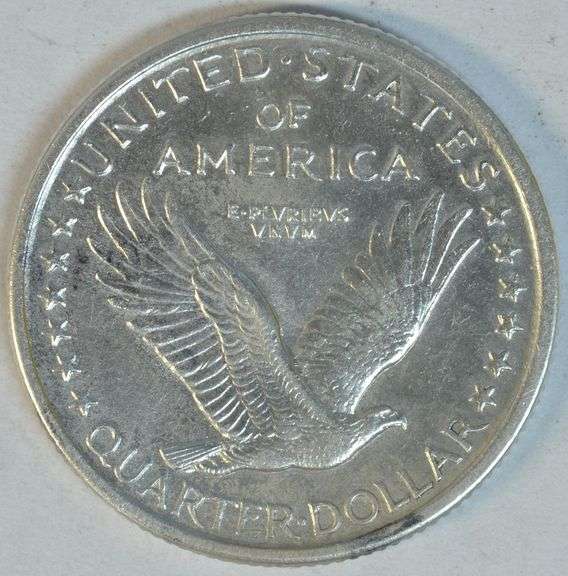 UNITED·STATES
OF
AMERICA
E·PLURIBUS
UNUM
QUARTER·DOLLAR